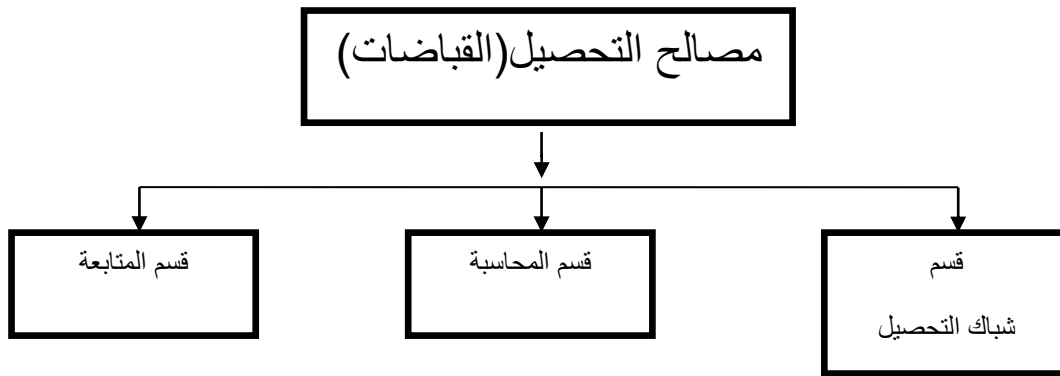 مصالح التحصيل(القباضات)
قسم
شباك التحصيل
قسم المحاسبة
قسم المتابعة